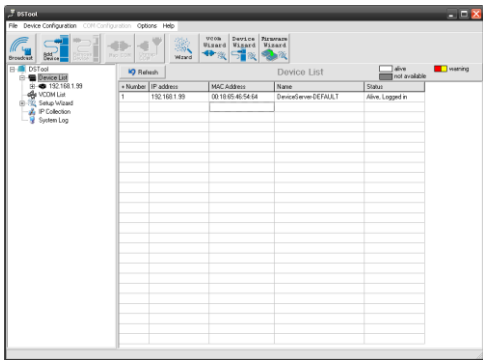 DSTool
File Device Configuration COM Configuration Options Help
Broadcast Add Device Wizard VCOM Wizard Device Wizard Firmware Wizard
DSTool
Device List
192.168.1.99
VCOM List
Setup Wizard
IP Collection
System Log
Refresh Device List alive warning
not available
Number IP address MAC Address Name Status
1 192.168.1.99 00:18:65:46:54:64 DeviceServer-DEFAULT Alive, Logged in